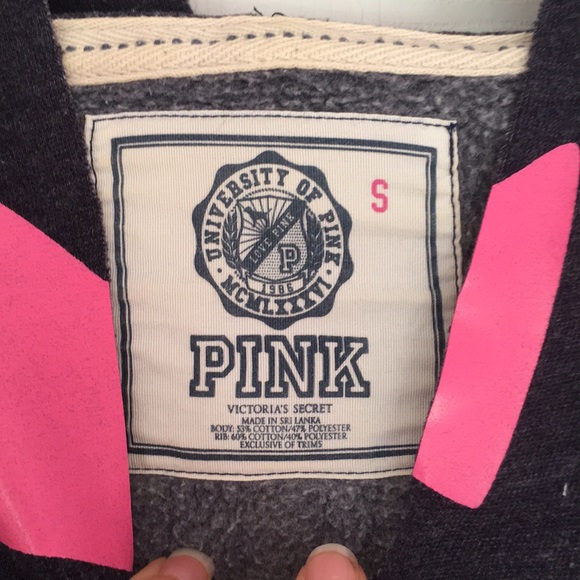 UNIVERSITY OF PINK
S
LOVE PINK
P
1986
MCMLXXXVI
PINK
VICTORIA'S SECRET
MADE IN SRI LANKA
BODY: 53% COTTON/47% POLYESTER
RIB: 60% COTTON/40% POLYESTER
EXCLUSIVE OF TRIMS